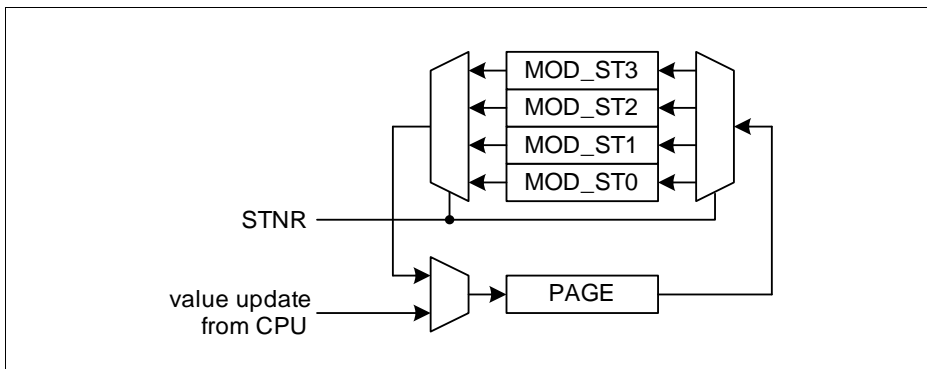 MOD_ST3
MOD_ST2
MOD_ST1
MOD_ST0
STNR
value update
from CPU
PAGE